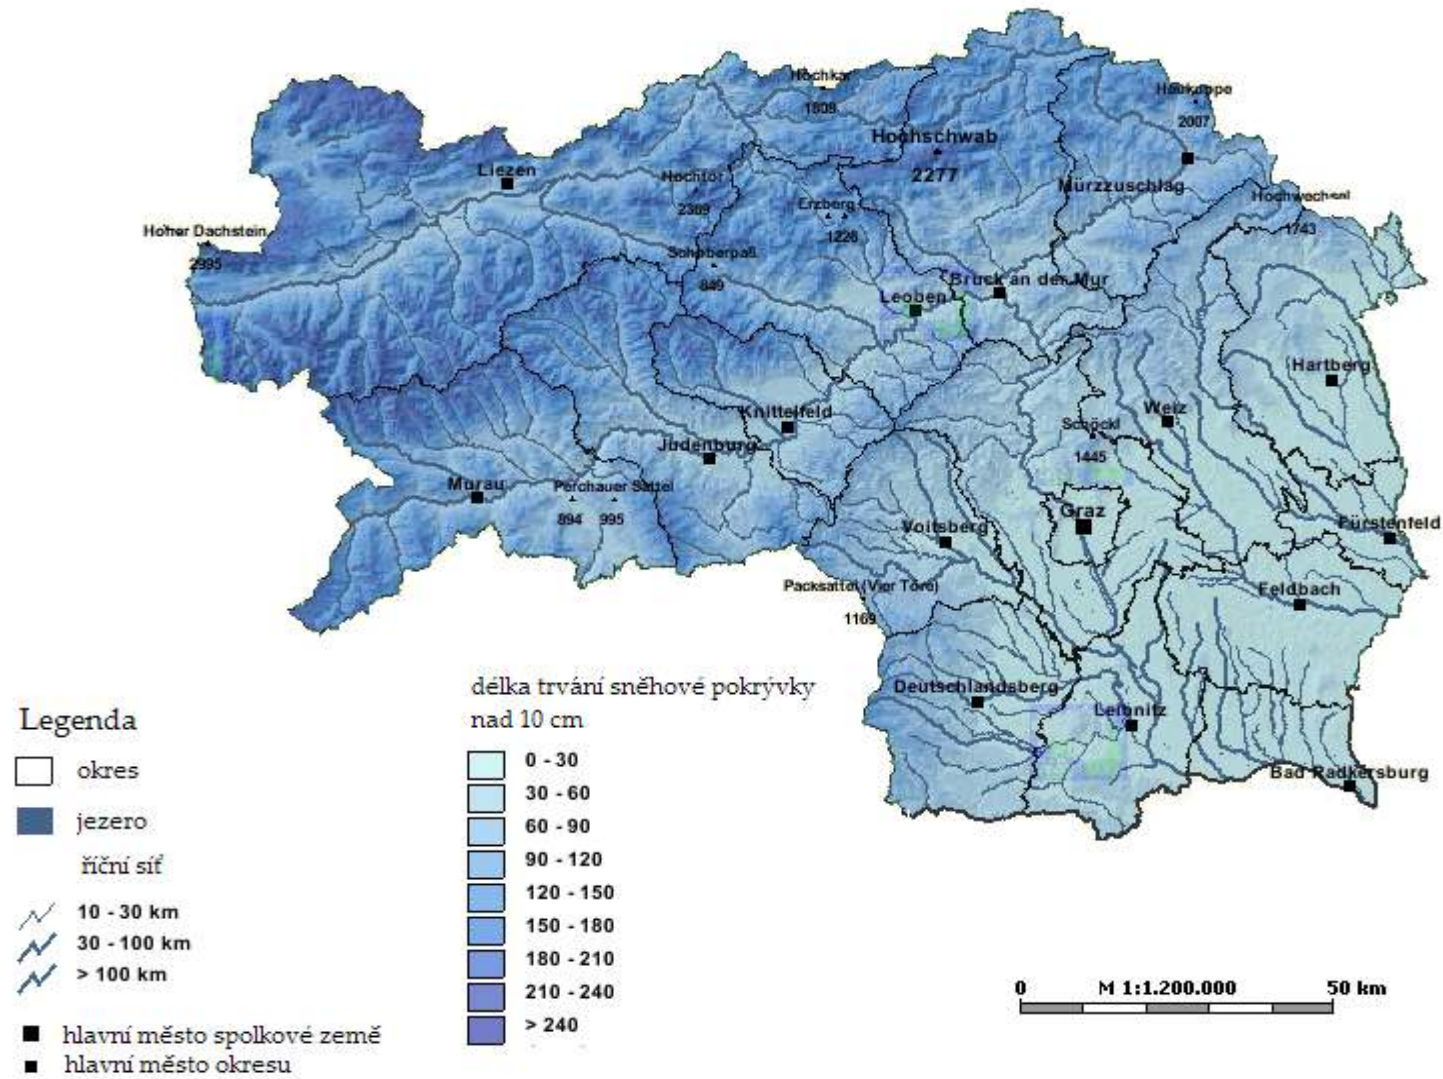 Hochkar
1809
Hochschwab
2277
2007
Liezen
Hochtor
2369
Mürzzuschlag
Erzberg
1226
Hochwechsel
1743
Hoher Dachstein
2995
Schoberpaß
849
Leoben
Bruck an der Mur
Hartberg
Knittelfeld
Weiz
Schöckl
1445
Judenburg
Murau
Perchauer Sattel
894 995
Graz
Voitsberg
Fürstenfeld
Packsattel (Vier Töre)
1169
Feldbach
Deutschlandsberg
Leibnitz
Bad Radkersburg
Legenda
okres
jezero
říční síť
10 - 30 km
30 - 100 km
> 100 km
hlavní město spolkové země
hlavní město okresu
délka trvání sněhové pokrývky
nad 10 cm
0 - 30
30 - 60
60 - 90
90 - 120
120 - 150
150 - 180
180 - 210
210 - 240
> 240
0 M 1:1.200.000 50 km